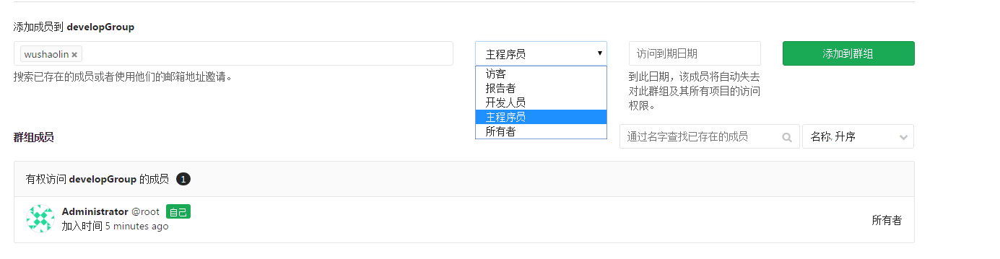 添加成员到 developGroup
wushaolin ×
主程序员
访问到期日期
添加到群组
搜索已存在的成员或者使用他们的邮箱地址邀请。
访客
报告者
开发人员
主程序员
所有者
到此日期，该成员将自动失去
对此群组及其所有项目的访问
权限。
群组成员
通过名字查找已存在的成员
名称, 升序
有权访问 developGroup 的成员 1
Administrator @root 自己
加入时间 5 minutes ago
所有者